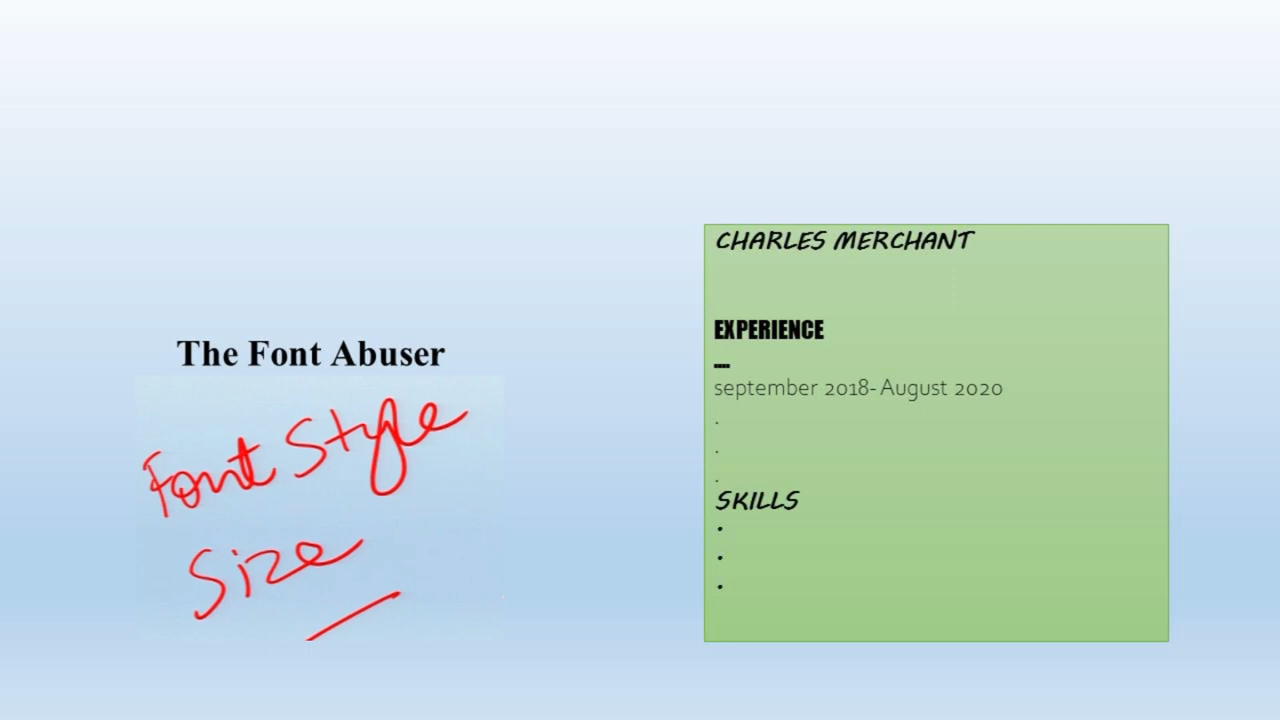 The Font Abuser
Font Style
Size
CHARLES MERCHANT
EXPERIENCE
....
september 2018- August 2020
.
.
.
SKILLS
.
.
.